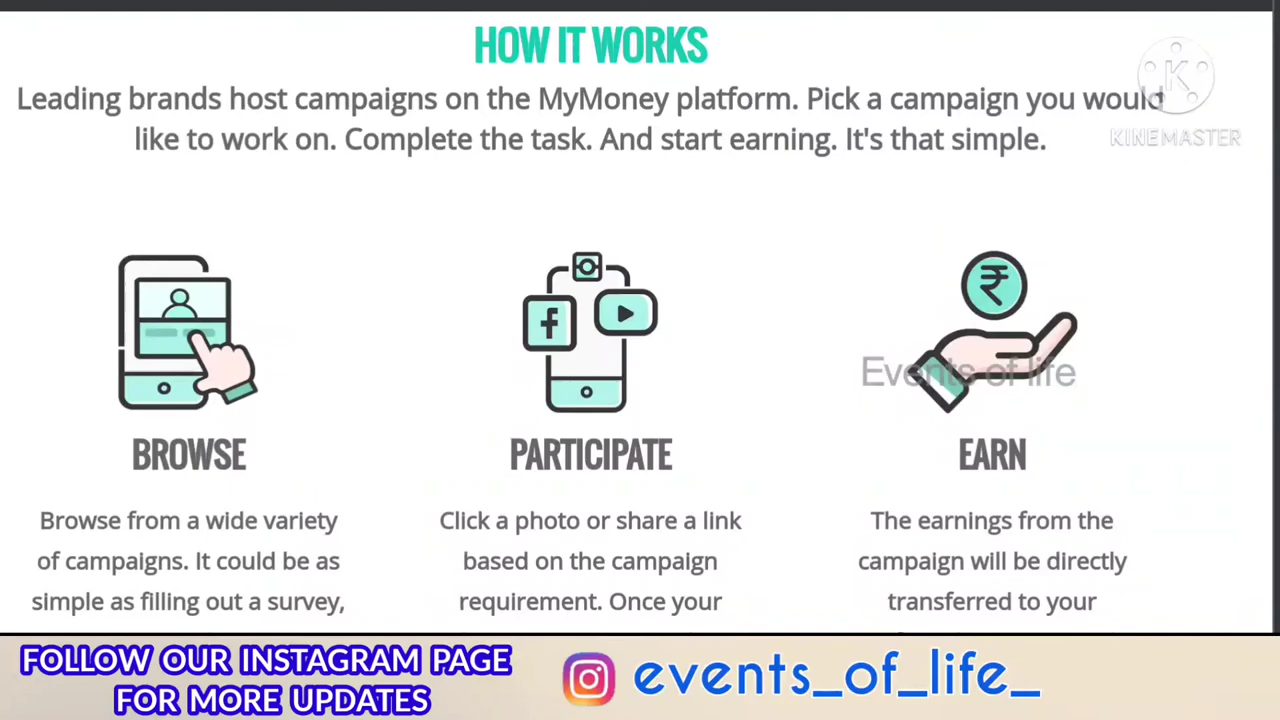 HOW IT WORKS
Leading brands host campaigns on the MyMoney platform. Pick a campaign you would
like to work on. Complete the task. And start earning. It's that simple.
KINEMASTER
Events of life
BROWSE
Browse from a wide variety
of campaigns. It could be as
simple as filling out a survey,
PARTICIPATE
Click a photo or share a link
based on the campaign
requirement. Once your
EARN
The earnings from the
campaign will be directly
transferred to your
FOLLOW OUR INSTAGRAM PAGE
FOR MORE UPDATES
events_of_life_